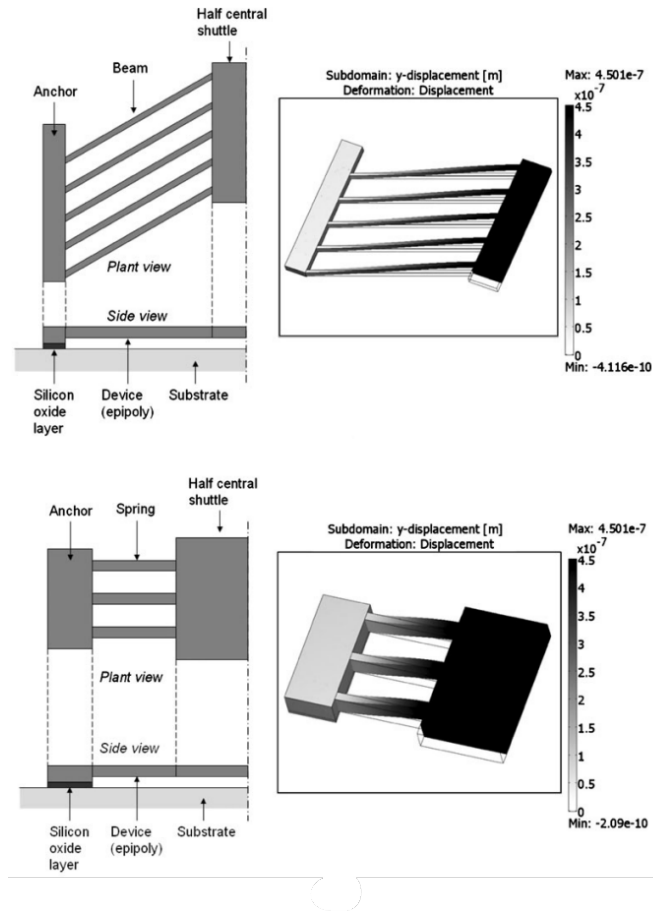 Half central
shuttle
Beam
Anchor
Plant view
Side view
Silicon
oxide
layer
Device
(epipoly)
Substrate
Subdomain: y-displacement [m]
Deformation: Displacement
Max: 4.501e-7
x10-7
4.5
4
3.5
3
2.5
2
1.5
1
0.5
0
Min: -4.116e-10
Half central
shuttle
Anchor
Spring
Plant view
Side view
Silicon
oxide
layer
Device
(epipoly)
Substrate
Subdomain: y-displacement [m]
Deformation: Displacement
Max: 4.501e-7
x10-7
4.5
4
3.5
3
2.5
2
1.5
1
0.5
0
Min: -2.09e-10